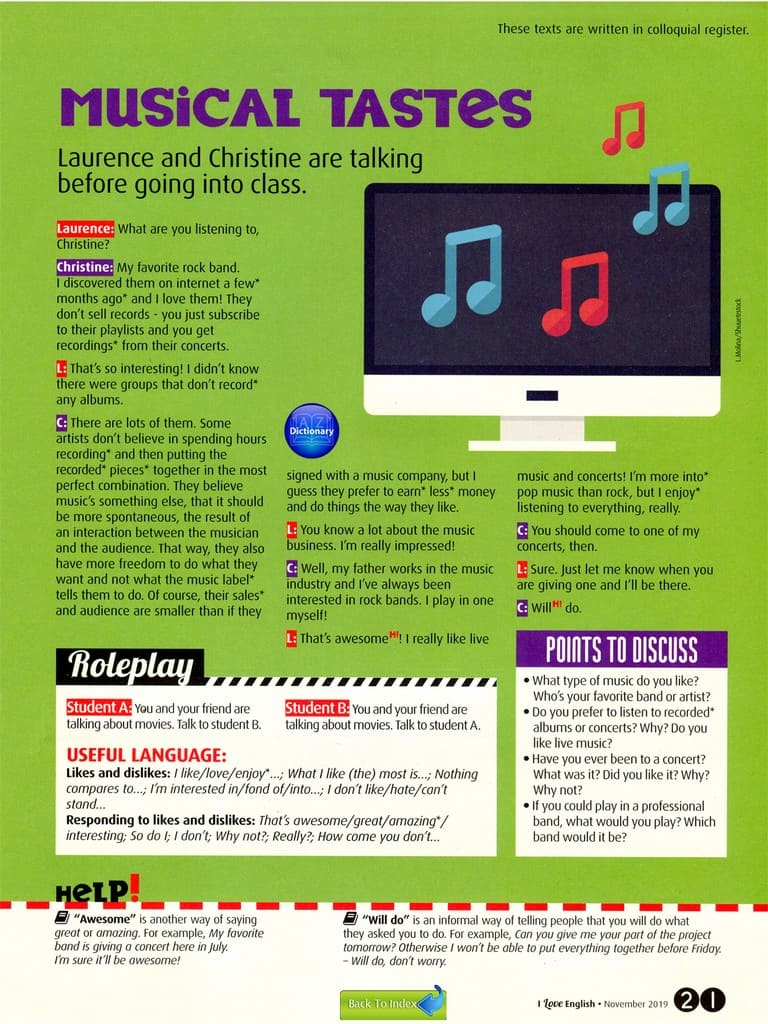 These texts are written in colloquial register.
MUSiCAL TASTES
Laurence and Christine are talking
before going into class.
Laurence: What are you listening to,
Christine?
Christine: My favorite rock band.
I discovered them on internet a few*
months ago* and I love them! They
don't sell records - you just subscribe
to their playlists and you get
recordings* from their concerts.
L: That's so interesting! I didn't know
there were groups that don't record*
any albums.
C: There are lots of them. Some
artists don't believe in spending hours
recording* and then putting the
recorded* pieces* together in the most
perfect combination. They believe
music's something else, that it should
be more spontaneous, the result of
an interaction between the musician
and the audience. That way, they also
have more freedom to do what they
want and not what the music label*
tells them to do. Of course, their sales*
and audience are smaller than if they
A Z
Dictionary
signed with a music company, but I
guess they prefer to earn* less* money
and do things the way they like.
L: You know a lot about the music
business. I'm really impressed!
C: Well, my father works in the music
industry and I've always been
interested in rock bands. I play in one
myself!
L: That's awesomeH!! I really like live
music and concerts! I'm more into*
pop music than rock, but I enjoy*
listening to everything, really.
C: You should come to one of my
concerts, then.
L: Sure. Just let me know when you
are giving one and I'll be there.
C: WillH! do.
L.Molina/Shutterstock
Roleplay
Student A: You and your friend are
talking about movies. Talk to student B.
Student B: You and your friend are
talking about movies. Talk to student A.
USEFUL LANGUAGE:
Likes and dislikes: I like/love/enjoy*...; What I like (the) most is...; Nothing
compares to...; I'm interested in/fond of/into...; I don't like/hate/can't
stand...
Responding to likes and dislikes: That's awesome/great/amazing*/
interesting; So do I; I don't; Why not?; Really?; How come you don't...
POINTS TO DISCUSS
• What type of music do you like?
Who's your favorite band or artist?
• Do you prefer to listen to recorded*
albums or concerts? Why? Do you
like live music?
• Have you ever been to a concert?
What was it? Did you like it? Why?
Why not?
• If you could play in a professional
band, what would you play? Which
band would it be?
HeLP!
"Awesome" is another way of saying
great or amazing. For example, My favorite
band is giving a concert here in July.
I'm sure it'll be awesome!
"Will do" is an informal way of telling people that you will do what
they asked you to do. For example, Can you give me your part of the project
tomorrow? Otherwise I won't be able to put everything together before Friday.
– Will do, don't worry.
Back To Index
I Love English • November 2019 21